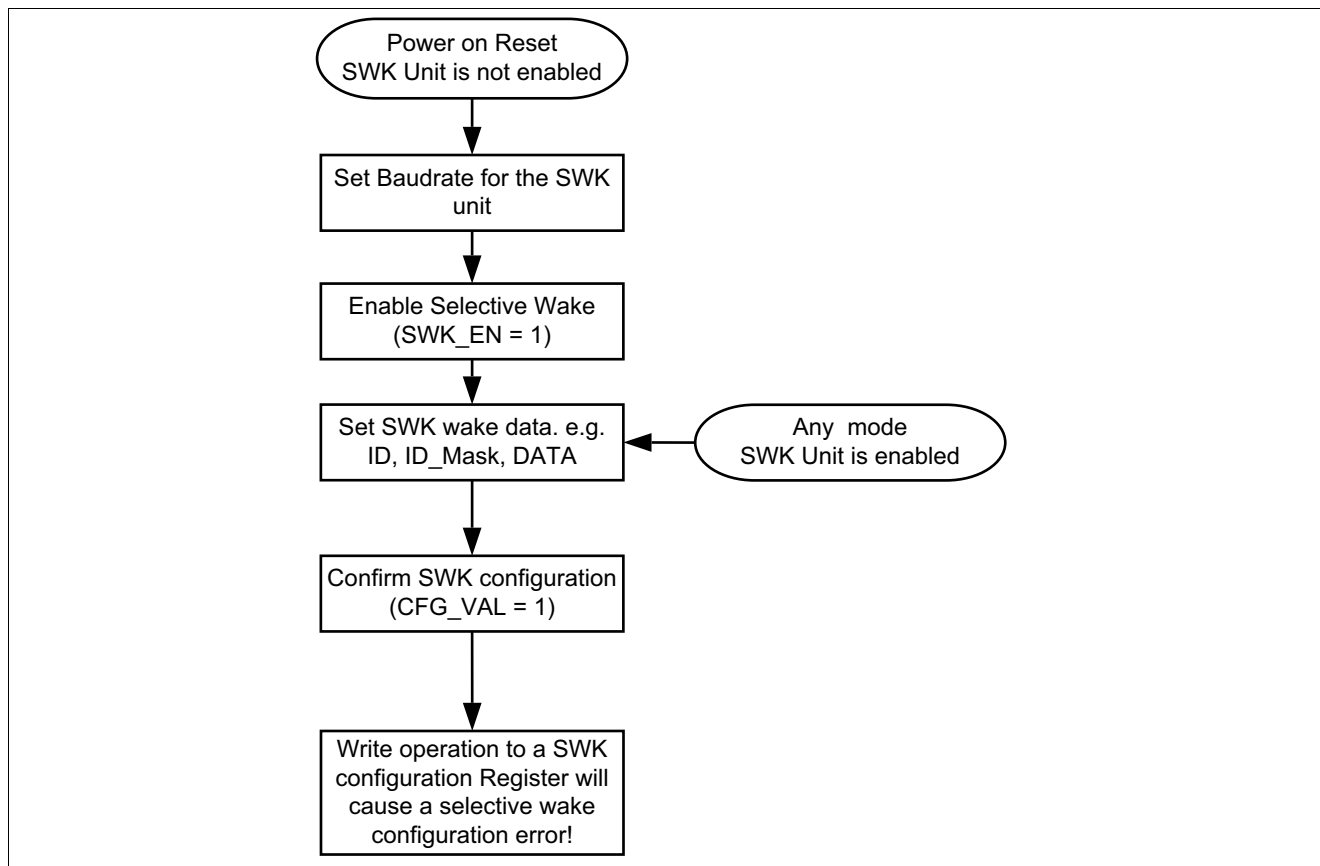 Power on Reset
SWK Unit is not enabled
Set Baudrate for the SWK
unit
Enable Selective Wake
(SWK_EN = 1)
Set SWK wake data. e.g.
ID, ID_Mask, DATA
Any mode
SWK Unit is enabled
Confirm SWK configuration
(CFG_VAL = 1)
Write operation to a SWK
configuration Register will
cause a selective wake
configuration error!